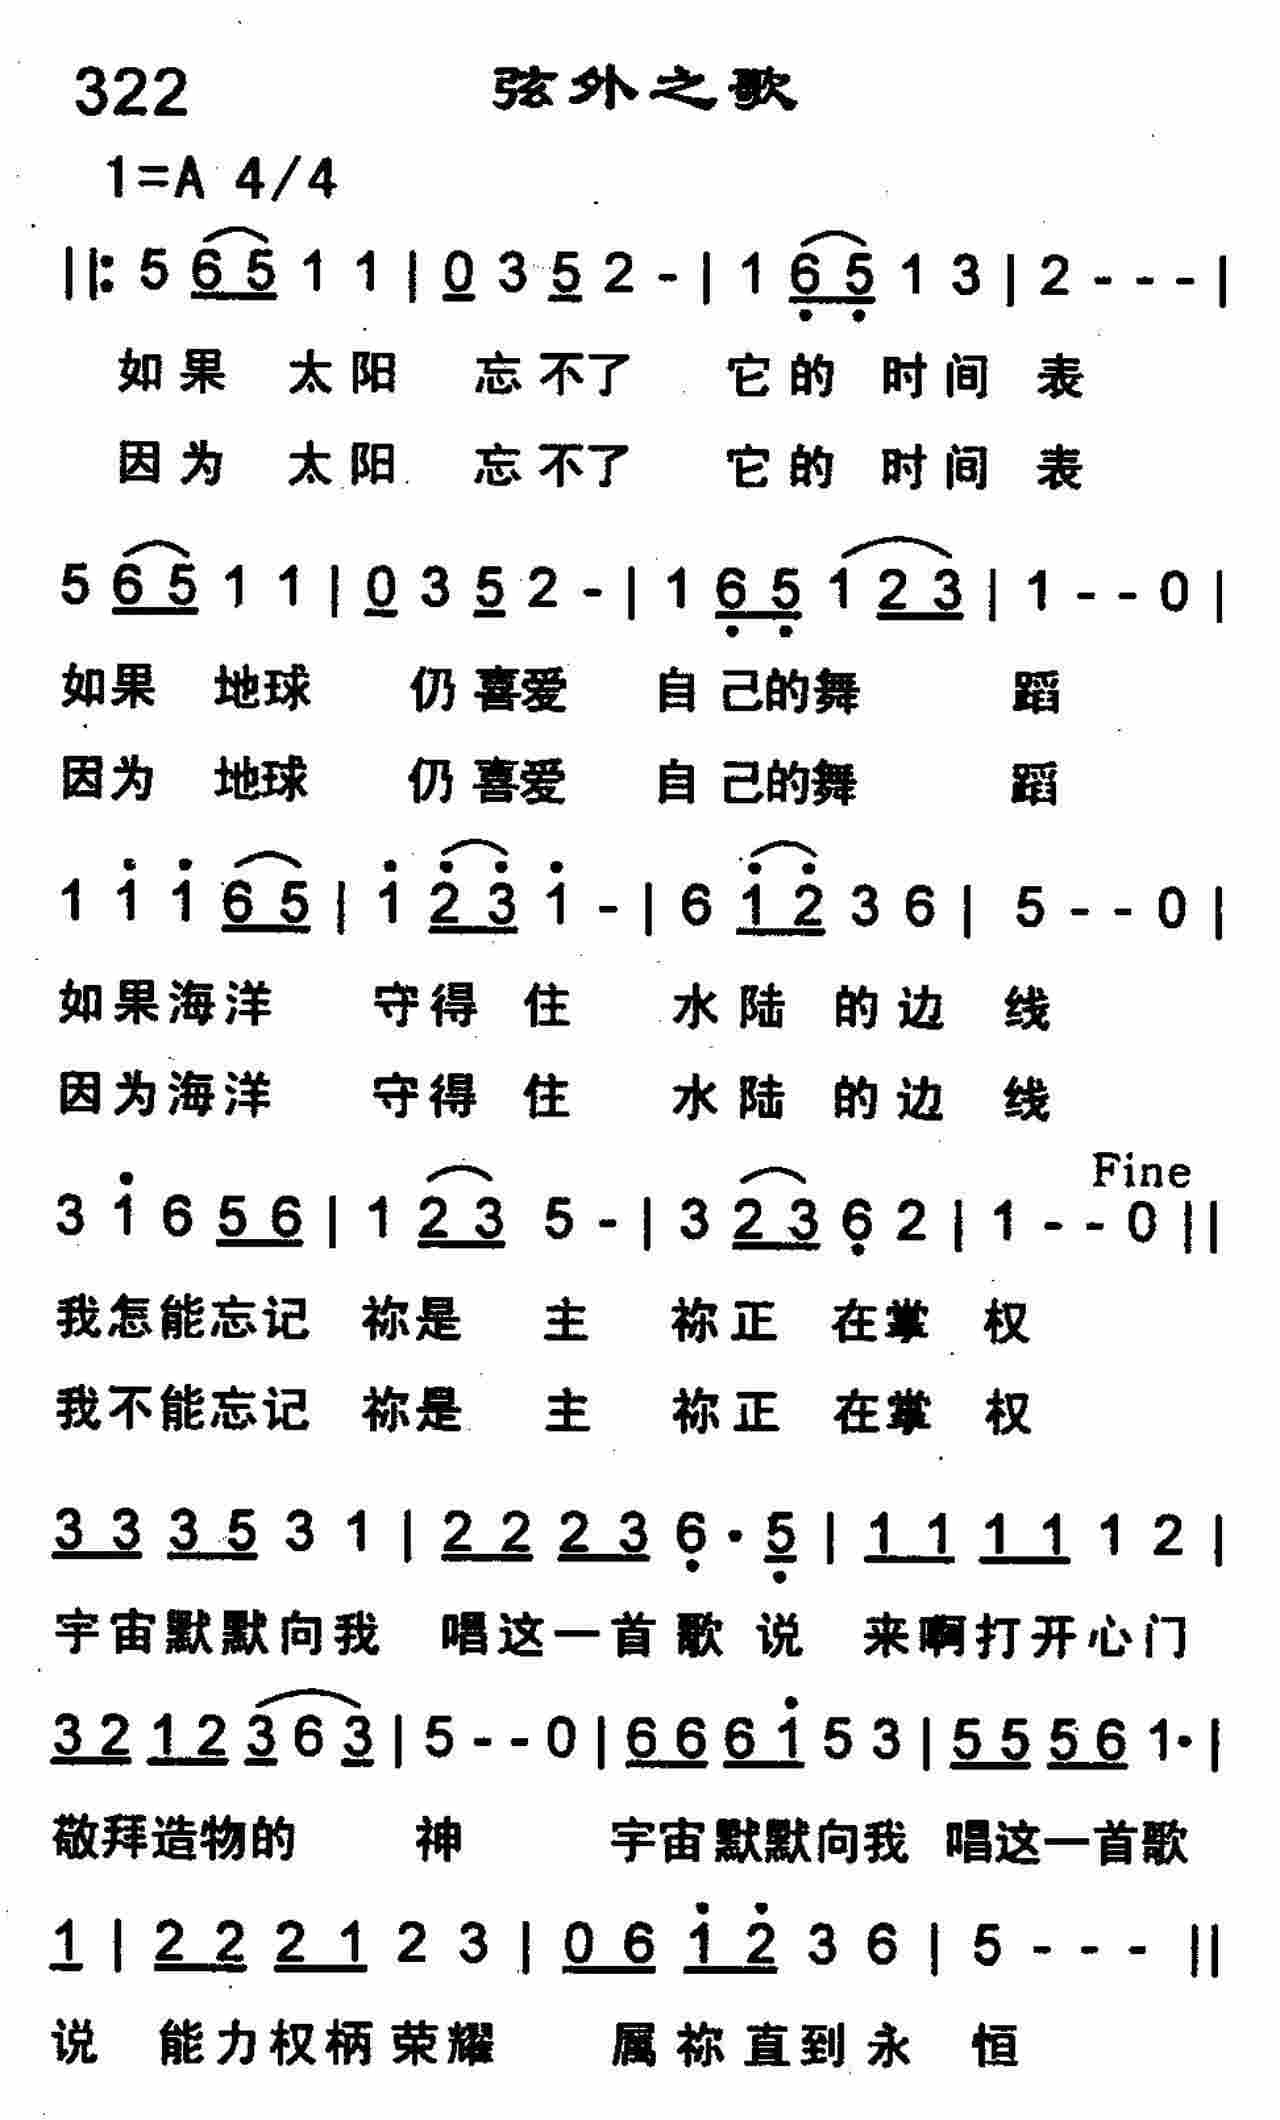 322 弦外之歌
1=A 4/4
||: 5 6 5 1 1 | 0 3 5 2 - | 1 6 5 1 3 | 2 - - - |
如果 太阳 忘不了 它的 时间 表
因为 太阳 忘不了 它的 时间 表
5 6 5 1 1 | 0 3 5 2 - | 1 6 5 1 2 3 | 1 - - 0 |
如果 地球 仍喜爱 自己的舞 蹈
因为 地球 仍喜爱 自己的舞 蹈
1 1 1 6 5 | 1 2 3 1 - | 6 1 2 3 6 | 5 - - 0 |
如果海洋 守得 住 水陆 的边 线
因为海洋 守得 住 水陆 的边 线
Fine
3 1 6 5 6 | 1 2 3 5 - | 3 2 3 6 2 | 1 - - 0 ||
我怎能忘记 祢是 主 祢正 在掌 权
我不能忘记 祢是 主 祢正 在掌 权
3 3 3 5 3 1 | 2 2 2 3 6 · 5 | 1 1 1 1 1 2 |
宇宙默默向我 唱这一首歌 说 来啊打开心门
3 2 1 2 3 6 3 | 5 - - 0 | 6 6 6 1 5 3 | 5 5 5 6 1· |
敬拜造物的 神 宇宙默默向我 唱这一首歌
1 | 2 2 2 1 2 3 | 0 6 1 2 3 6 | 5 - - - ||
说 能力权柄荣耀 属祢直到永 恒